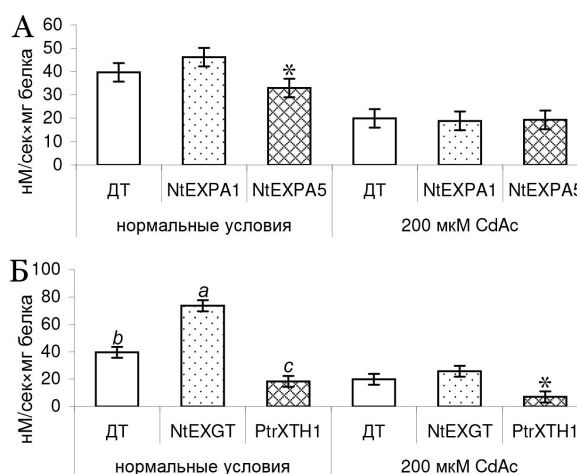 А
нМ/сек×мг белка
60
50
40
30
20
10
0
*
ДТ NtEXPA1 NtEXPA5 ДТ NtEXPA1 NtEXPA5
нормальные условия 200 мкМ CdAc
Б
нМ/сек×мг белка
100
80
60
40
20
0
b a c *
ДТ NtEXGT PtrXTH1 ДТ NtEXGT PtrXTH1
нормальные условия 200 мкМ CdAc